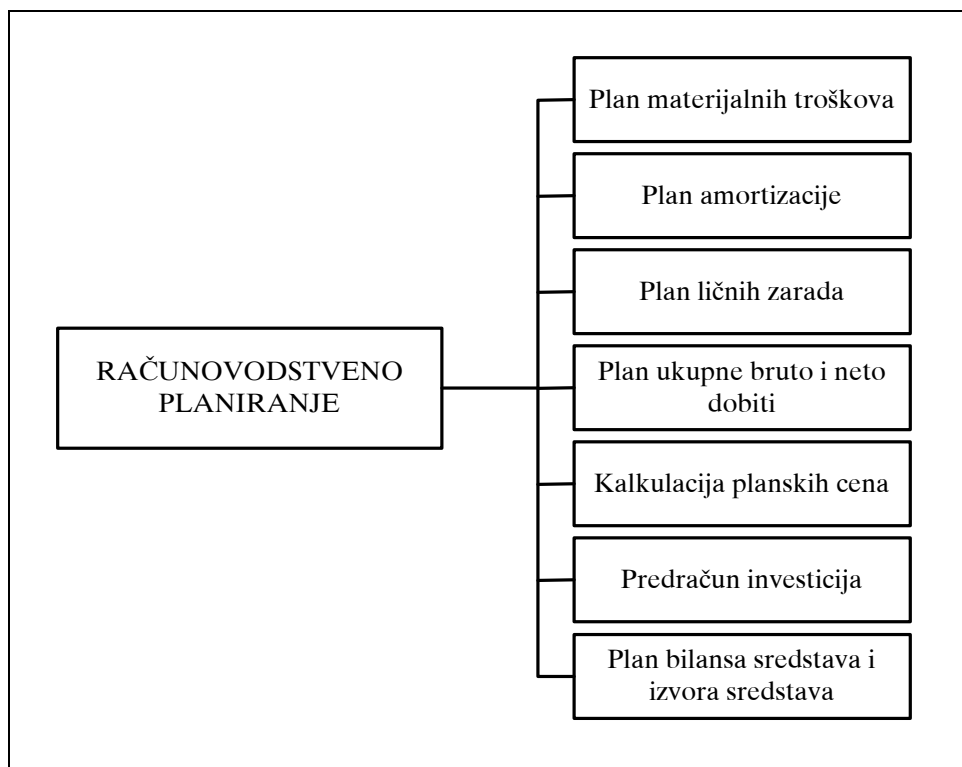 RAČUNOVODSTVENO
PLANIRANJE
Plan materijalnih troškova
Plan amortizacije
Plan ličnih zarada
Plan ukupne bruto i neto
dobiti
Kalkulacija planskih cena
Predračun investicija
Plan bilansa sredstava i
izvora sredstava